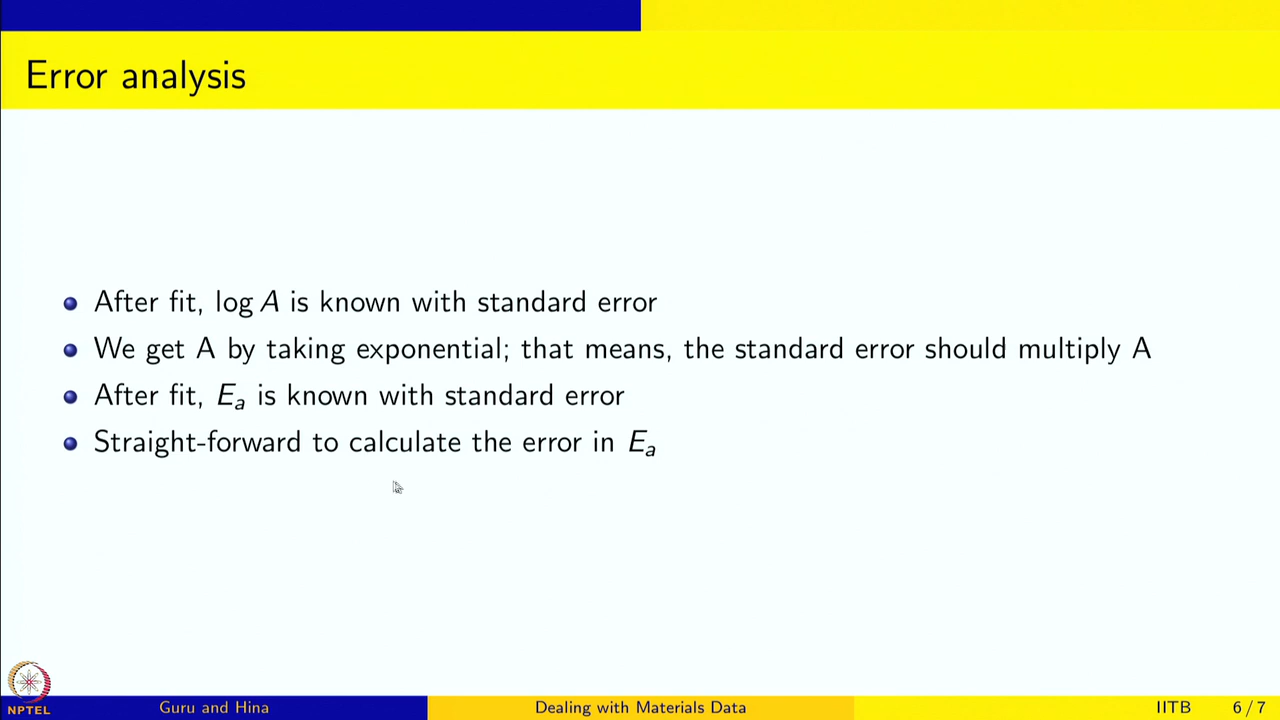 Error analysis
After fit, log A is known with standard error
We get A by taking exponential; that means, the standard error should multiply A
After fit, Eₐ is known with standard error
Straight-forward to calculate the error in Eₐ
NPTEL
Guru and Hina
Dealing with Materials Data
IITB
6 / 7